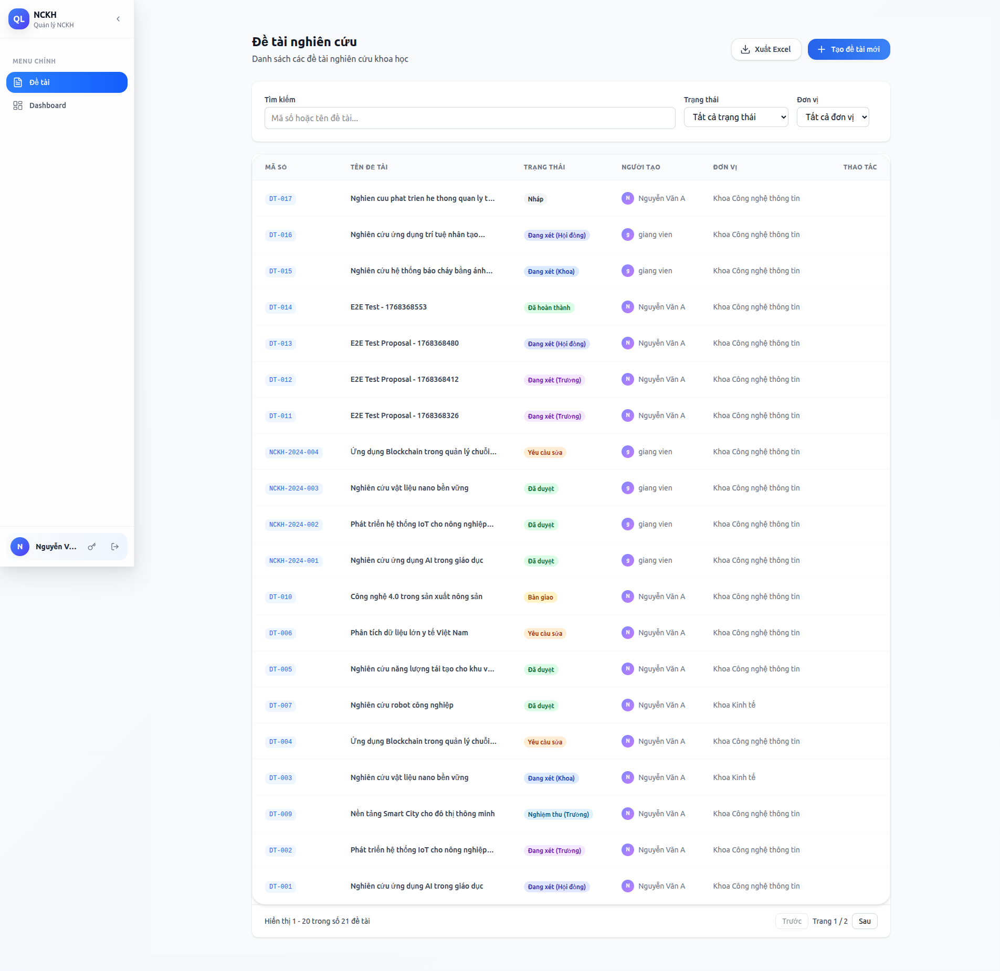 QL
NCKH
Quản lý NCKH
MENU CHÍNH
Đề tài
Dashboard
Đề tài nghiên cứu
Danh sách các đề tài nghiên cứu khoa học
Xuất Excel
Tạo đề tài mới
Tìm kiếm
Mã số hoặc tên đề tài...
Trạng thái
Tất cả trạng thái
Đơn vị
Tất cả đơn vị
MÃ SỐ TÊN ĐỀ TÀI TRẠNG THÁI NGƯỜI TẠO ĐƠN VỊ THAO TÁC
DT-017 Nghien cuu phat trien he thong quan ly t... Nháp N Nguyễn Văn A Khoa Công nghệ thông tin
DT-016 Nghiên cứu ứng dụng trí tuệ nhân tạo... Đang xét (Hội đồng) g giang vien Khoa Công nghệ thông tin
DT-015 Nghiên cứu hệ thống báo cháy bằng ánh... Đang xét (Khoa) g giang vien Khoa Công nghệ thông tin
DT-014 E2E Test - 1768368553 Đã hoàn thành N Nguyễn Văn A Khoa Công nghệ thông tin
DT-013 E2E Test Proposal - 1768368480 Đang xét (Hội đồng) N Nguyễn Văn A Khoa Công nghệ thông tin
DT-012 E2E Test Proposal - 1768368412 Đang xét (Trường) N Nguyễn Văn A Khoa Công nghệ thông tin
DT-011 E2E Test Proposal - 1768368326 Đang xét (Trường) N Nguyễn Văn A Khoa Công nghệ thông tin
NCKH-2024-004 Ứng dụng Blockchain trong quản lý chuỗi... Yêu cầu sửa g giang vien Khoa Công nghệ thông tin
NCKH-2024-003 Nghiên cứu vật liệu nano bền vững Đã duyệt g giang vien Khoa Công nghệ thông tin
NCKH-2024-002 Phát triển hệ thống IoT cho nông nghiệp... Đã duyệt g giang vien Khoa Công nghệ thông tin
NCKH-2024-001 Nghiên cứu ứng dụng AI trong giáo dục Đã duyệt g giang vien Khoa Công nghệ thông tin
DT-010 Công nghệ 4.0 trong sản xuất nông sản Bàn giao N Nguyễn Văn A Khoa Công nghệ thông tin
DT-006 Phân tích dữ liệu lớn y tế Việt Nam Yêu cầu sửa N Nguyễn Văn A Khoa Công nghệ thông tin
DT-005 Nghiên cứu năng lượng tái tạo cho khu v... Đã duyệt N Nguyễn Văn A Khoa Công nghệ thông tin
DT-007 Nghiên cứu robot công nghiệp Đã duyệt N Nguyễn Văn A Khoa Kinh tế
DT-004 Ứng dụng Blockchain trong quản lý chuỗi... Yêu cầu sửa N Nguyễn Văn A Khoa Công nghệ thông tin
DT-003 Nghiên cứu vật liệu nano bền vững Đang xét (Khoa) N Nguyễn Văn A Khoa Kinh tế
DT-009 Nền tảng Smart City cho đô thị thông minh Nghiệm thu (Trường) N Nguyễn Văn A Khoa Công nghệ thông tin
DT-002 Phát triển hệ thống IoT cho nông nghiệp... Đang xét (Trường) N Nguyễn Văn A Khoa Công nghệ thông tin
DT-001 Nghiên cứu ứng dụng AI trong giáo dục Đang xét (Hội đồng) N Nguyễn Văn A Khoa Công nghệ thông tin
Hiển thị 1 - 20 trong số 21 đề tài
Trước Trang 1 / 2 Sau
N Nguyễn V...